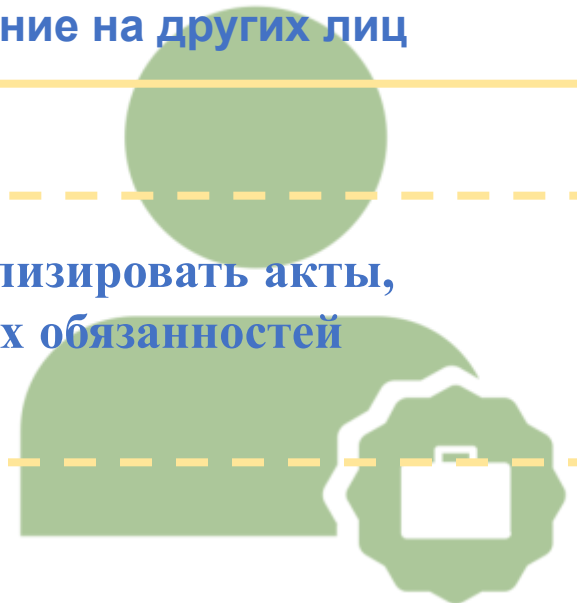 ние на других лиц
лизировать акты,
х обязанностей